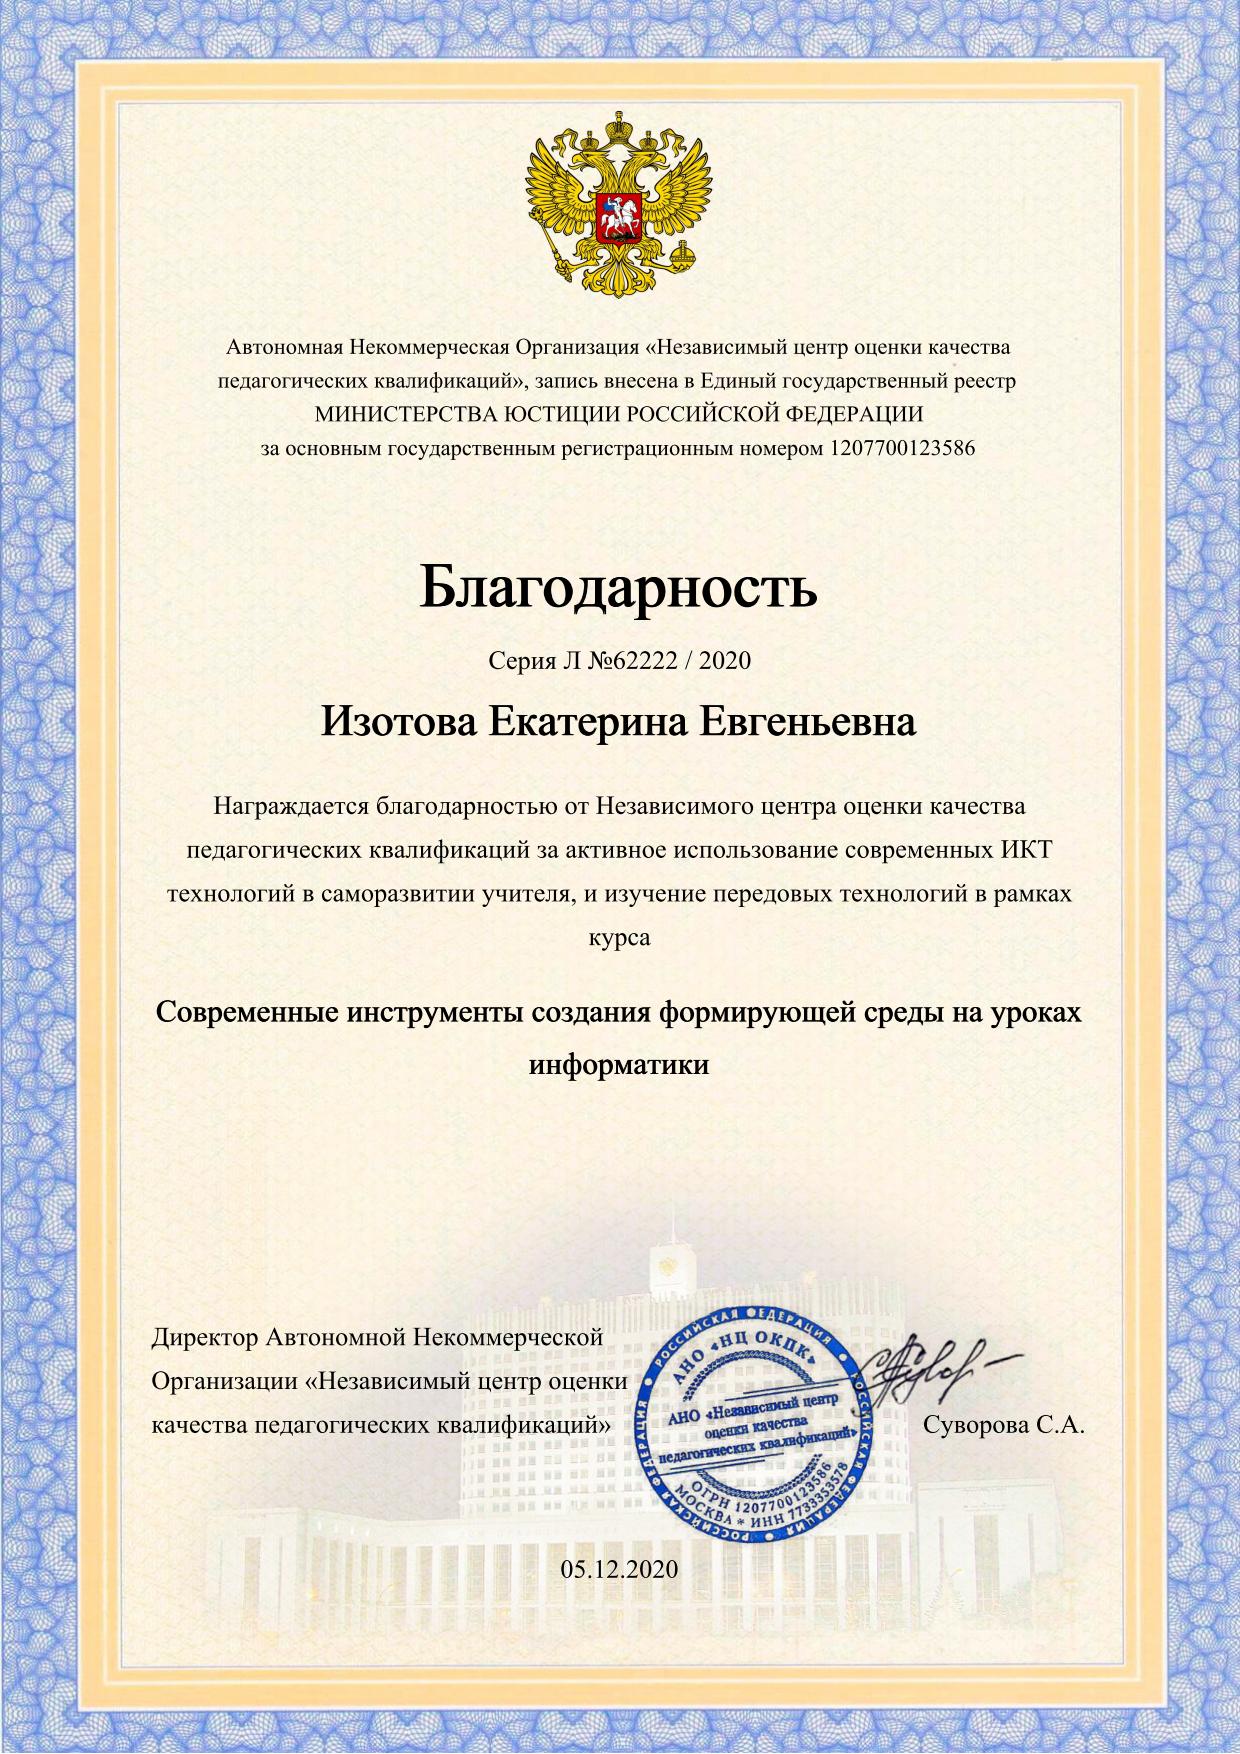 Автономная Некоммерческая Организация «Независимый центр оценки качества
педагогических квалификаций», запись внесена в Единый государственный реестр
МИНИСТЕРСТВА ЮСТИЦИИ РОССИЙСКОЙ ФЕДЕРАЦИИ
за основным государственным регистрационным номером 1207700123586
Благодарность
Серия Л №62222 / 2020
Изотова Екатерина Евгеньевна
Награждается благодарностью от Независимого центра оценки качества
педагогических квалификаций за активное использование современных ИКТ
технологий в саморазвитии учителя, и изучение передовых технологий в рамках
курса
Современные инструменты создания формирующей среды на уроках
информатики
Директор Автономной Некоммерческой
Организации «Независимый центр оценки
качества педагогических квалификаций»
РОССИЙСКАЯ ФЕДЕРАЦИЯ ● РОССИЙСКАЯ ФЕДЕРАЦИЯ ● РОССИЙСКАЯ ФЕДЕРАЦИЯ ●
АНО «НЦ ОКПК»
АНО «Независимый центр
оценки качества
педагогических квалификаций»
ОГРН 1207700123586
МОСКВА * ИНН 7733353578
Суворова С.А.
05.12.2020